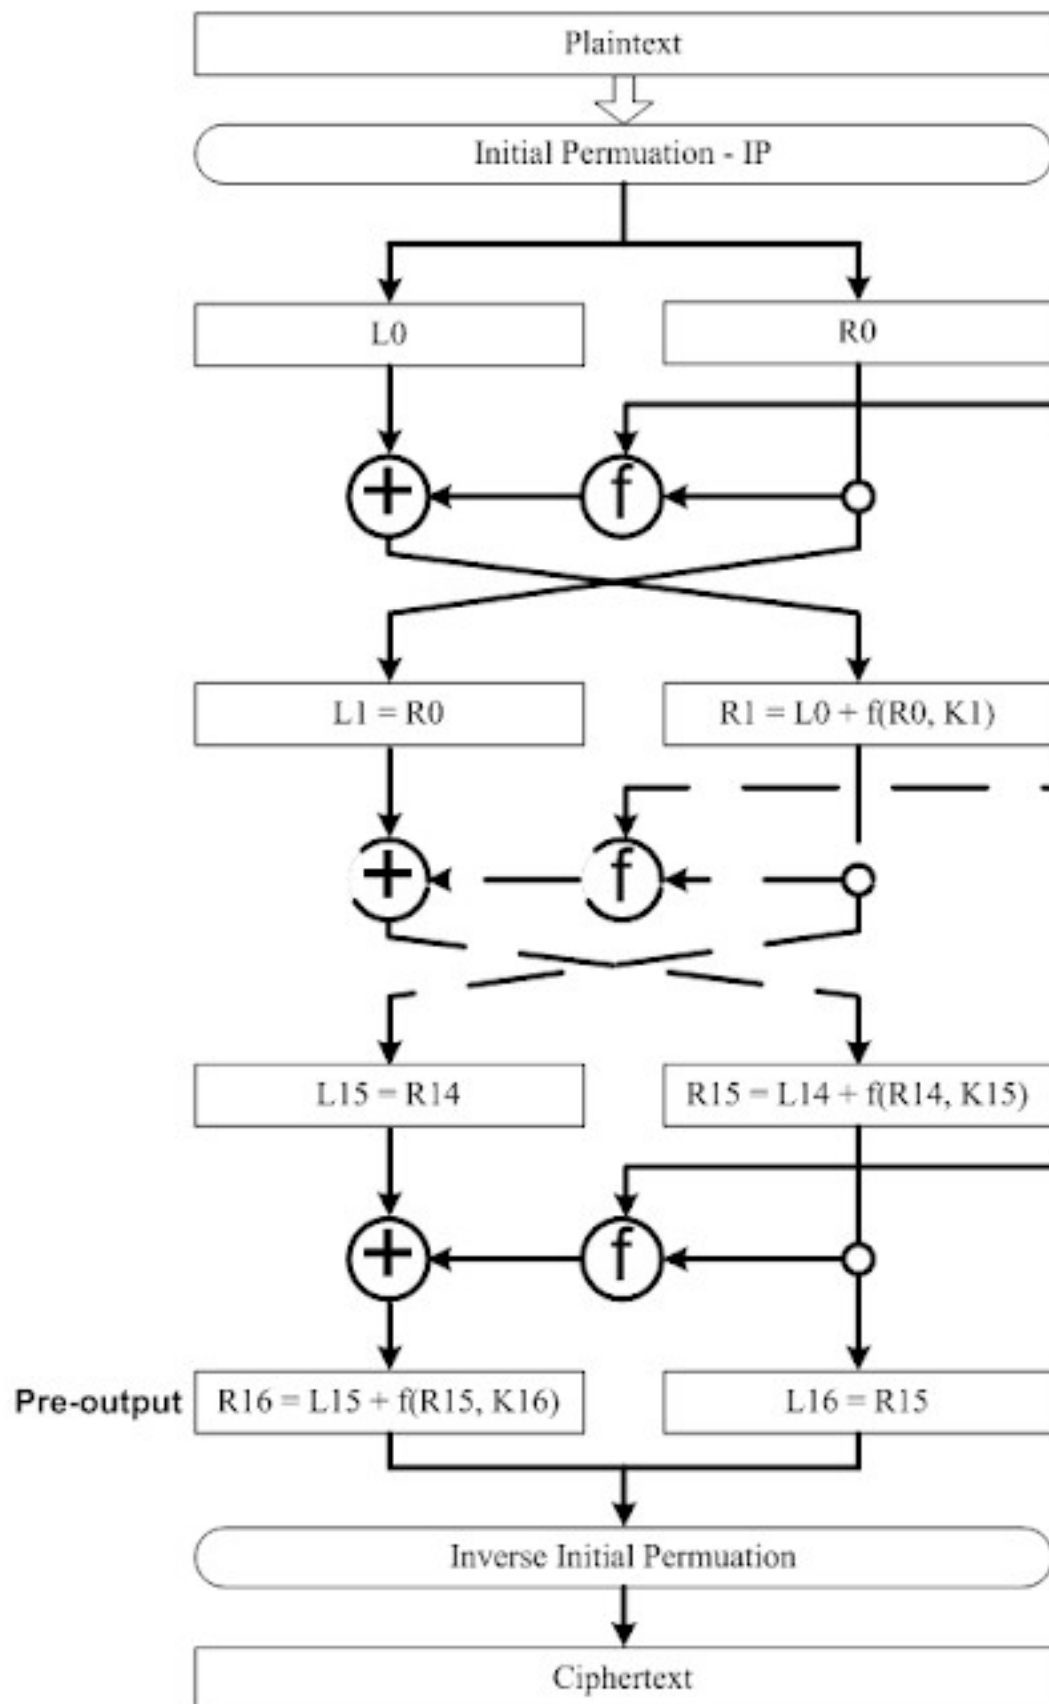 Plaintext
Initial Permuation - IP
L0
R0
+
f
L1 = R0
R1 = L0 + f(R0, K1)
+
f
L15 = R14
R15 = L14 + f(R14, K15)
+
f
Pre-output
R16 = L15 + f(R15, K16)
L16 = R15
Inverse Initial Permuation
Ciphertext